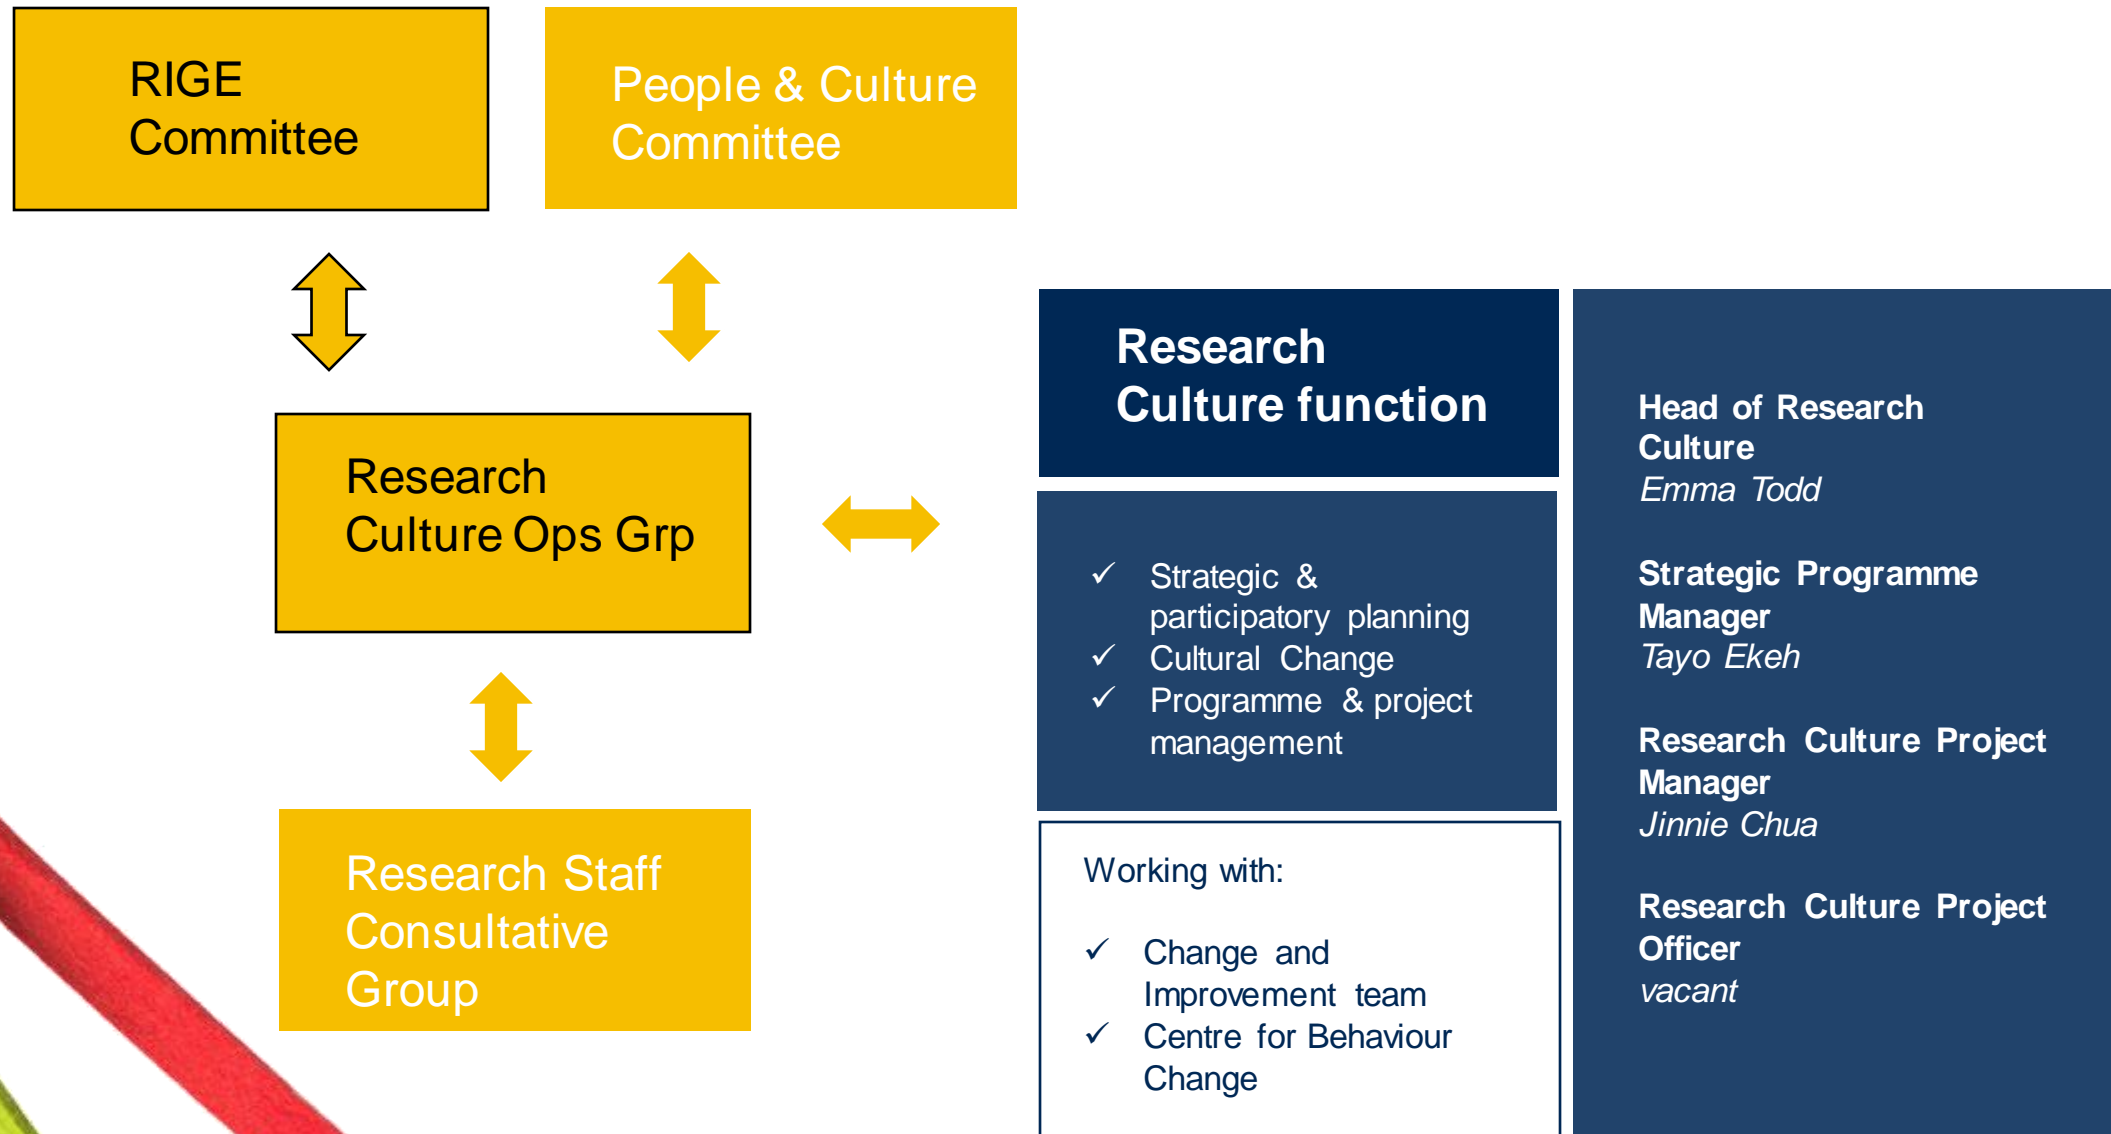 RIGE
Committee
People & Culture
Committee
Research
Culture Ops Grp
Research Staff
Consultative
Group
Research
Culture function
✓ Strategic &
participatory planning
✓ Cultural Change
✓ Programme & project
management
Working with:
✓ Change and
Improvement team
✓ Centre for Behaviour
Change
Head of Research
Culture
Emma Todd
Strategic Programme
Manager
Tayo Ekeh
Research Culture Project
Manager
Jinnie Chua
Research Culture Project
Officer
vacant